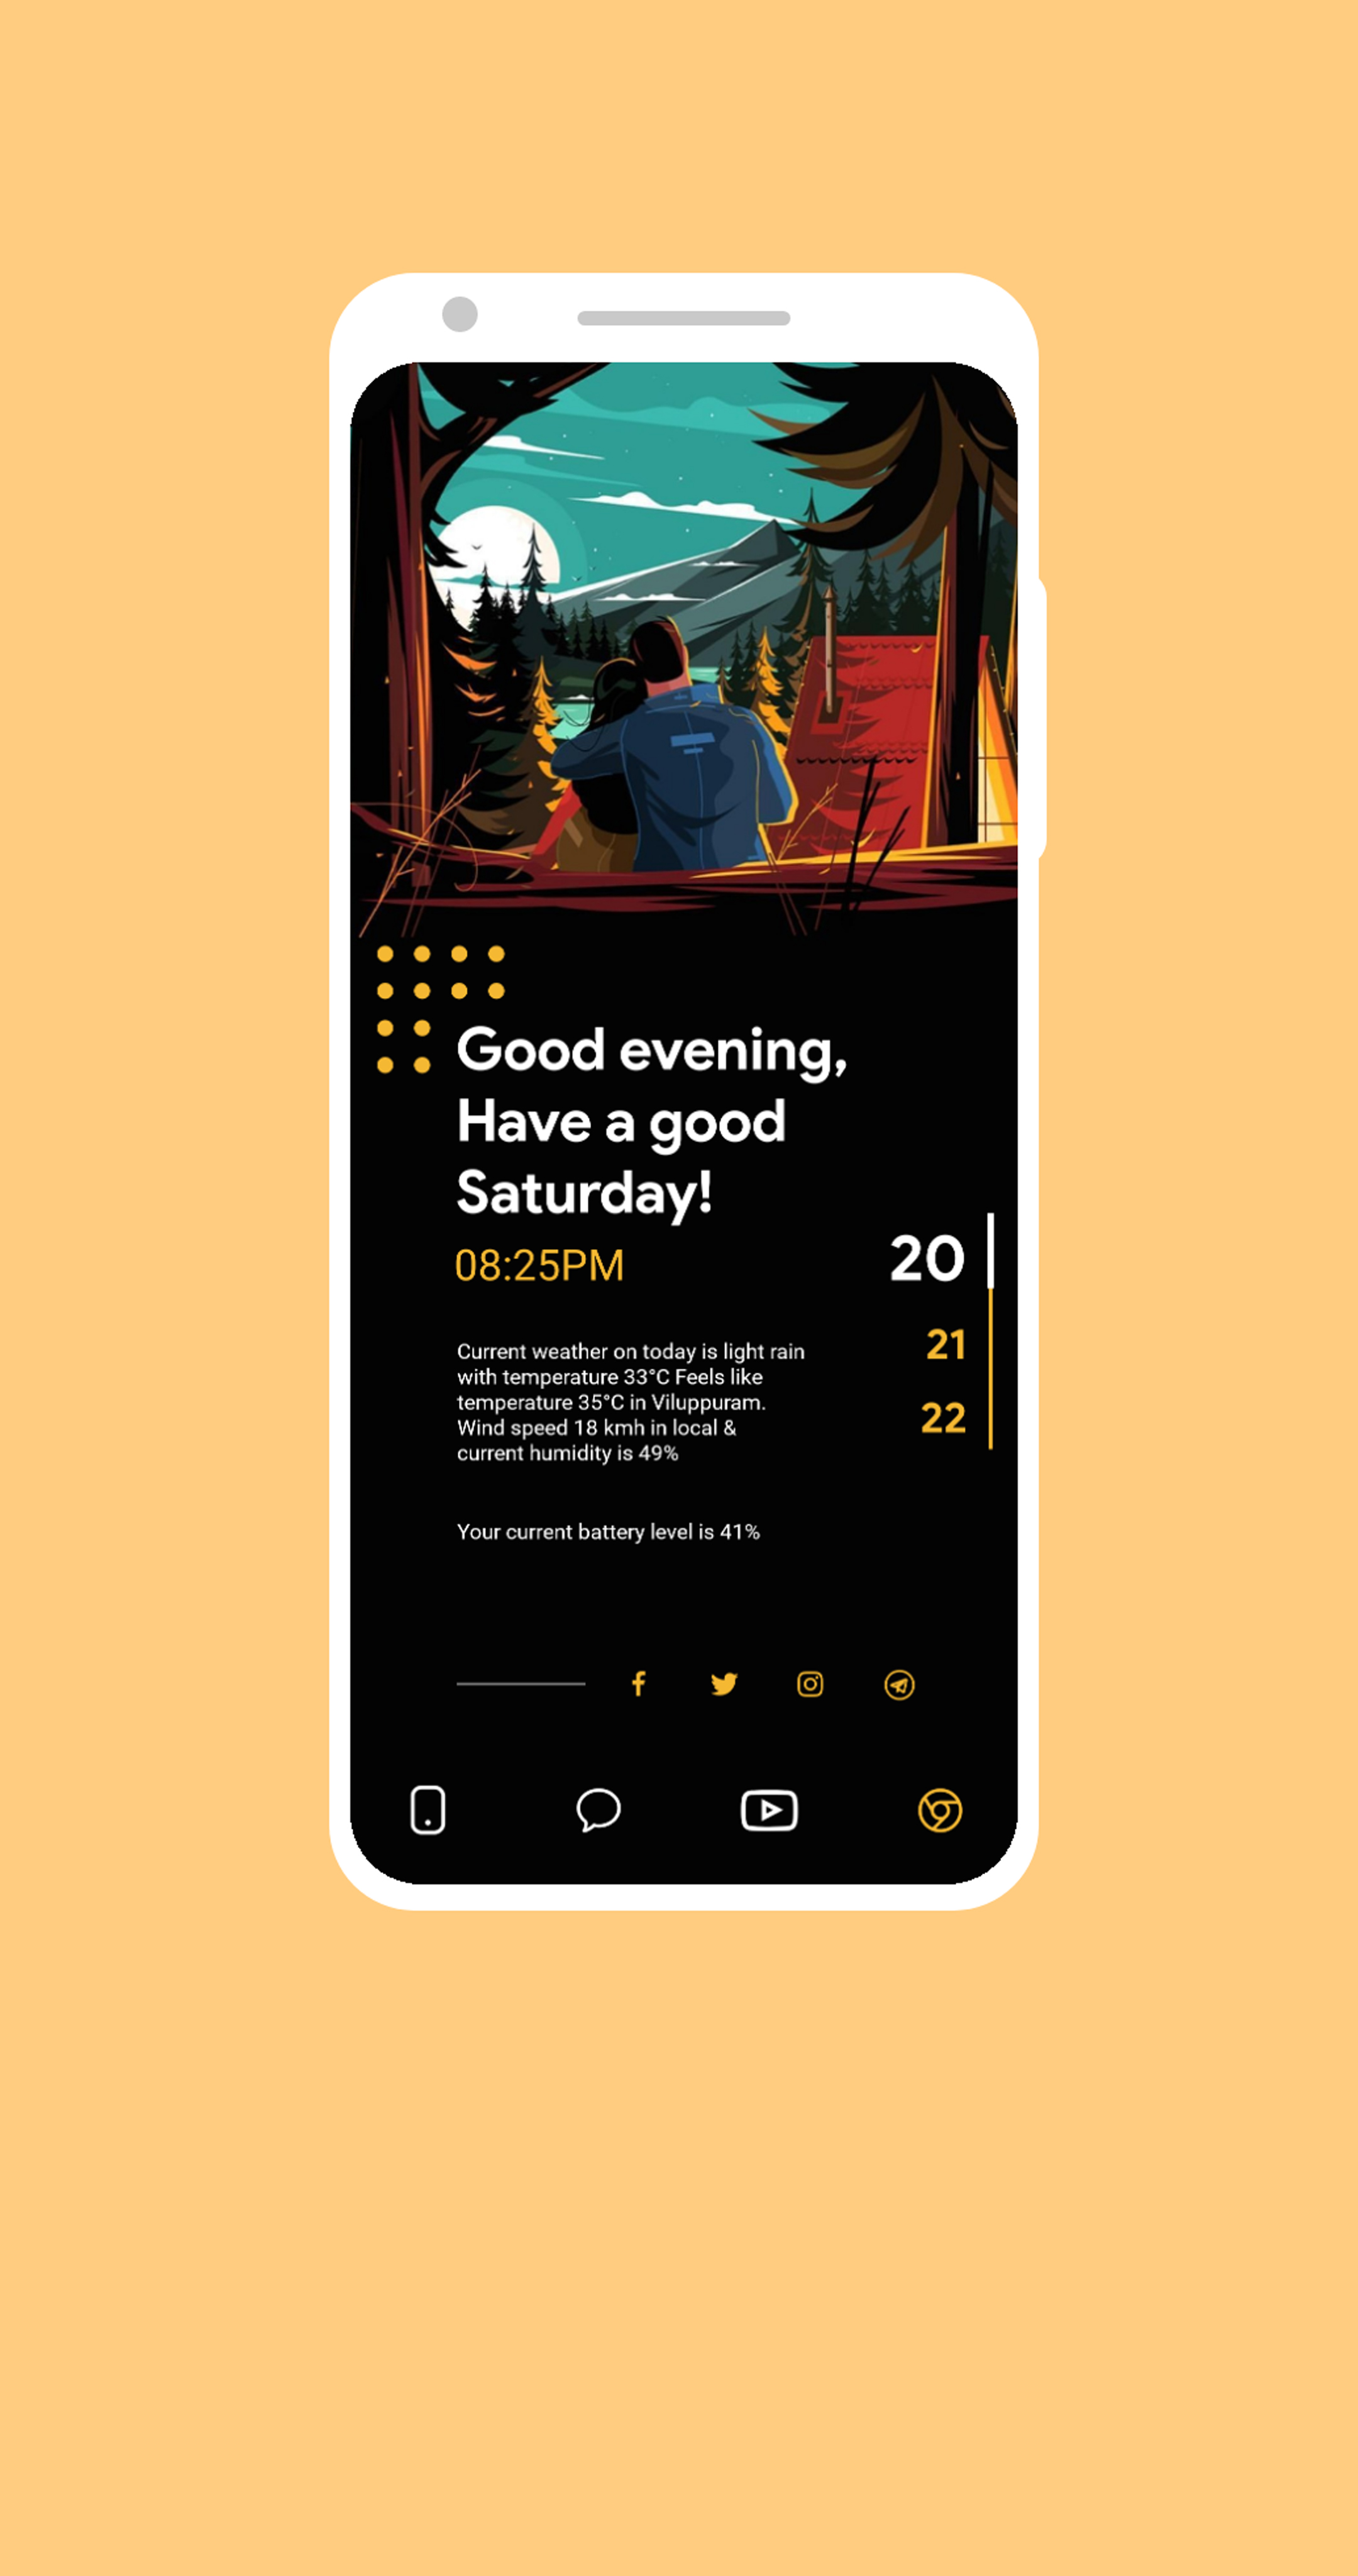 Good evening,
Have a good
Saturday!
08:25PM
20
21
22
Current weather on today is light rain
with temperature 33°C Feels like
temperature 35°C in Viluppuram.
Wind speed 18 kmh in local &
current humidity is 49%
Your current battery level is 41%